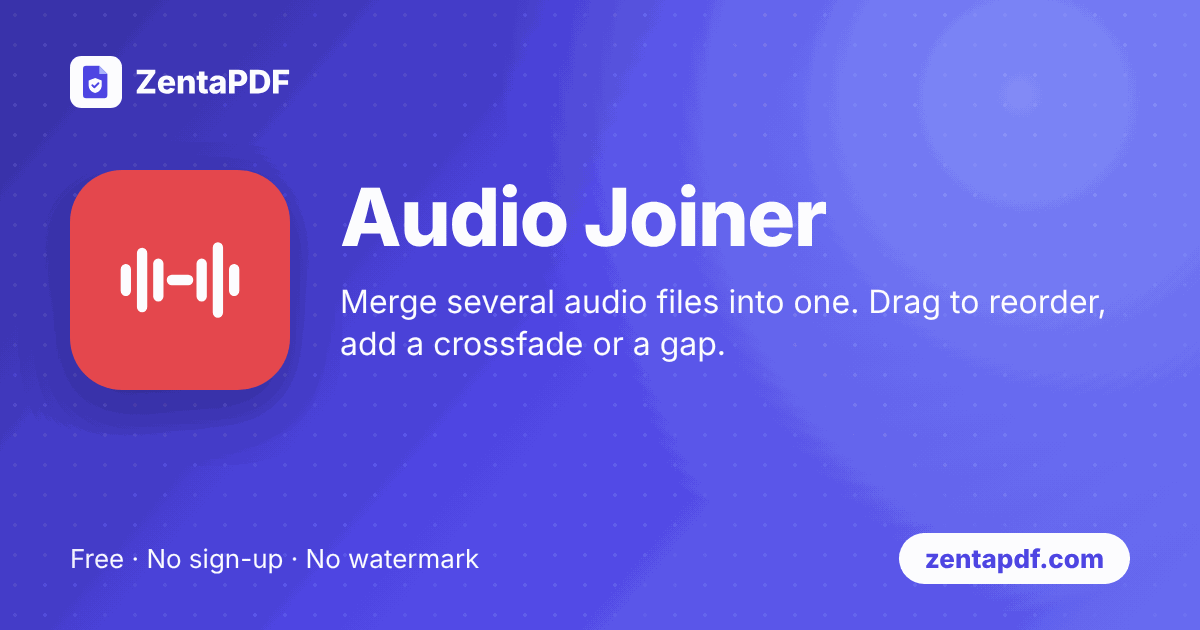 ZentaPDF
Audio Joiner
Merge several audio files into one. Drag to reorder,
add a crossfade or a gap.
Free · No sign-up · No watermark
zentapdf.com